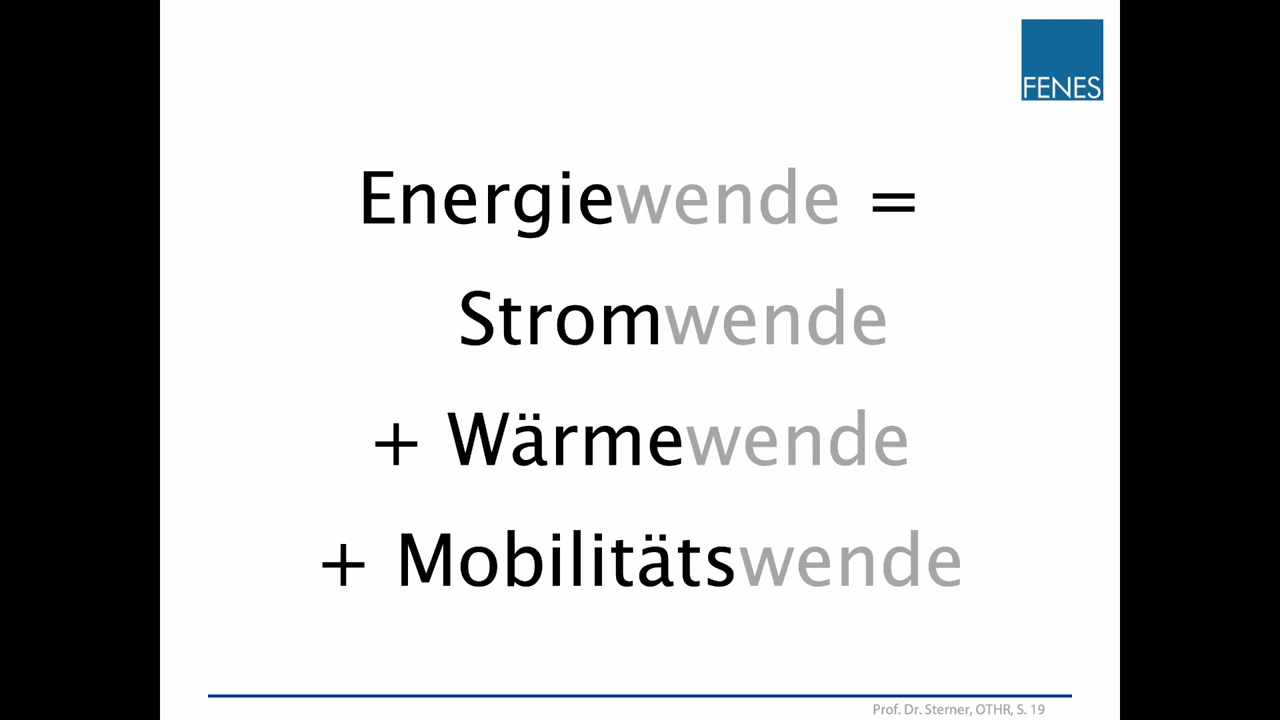 FENES
Energiewende =
Stromwende
+ Wärmewende
+ Mobilitätswende
Prof. Dr. Sterner, OTHR, S. 19